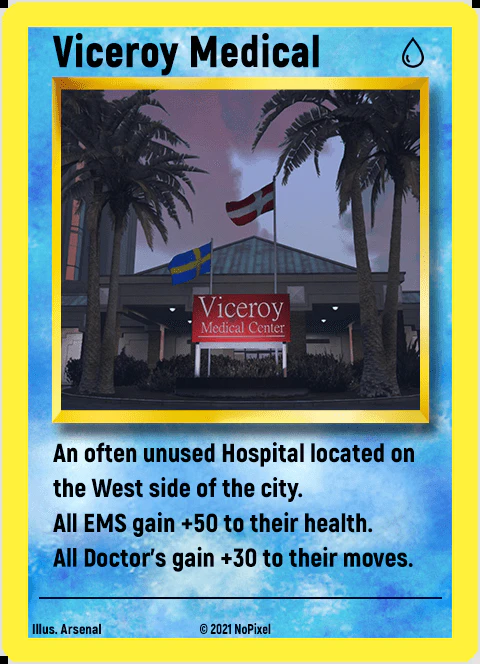 Viceroy Medical
Viceroy
Medical Center
An often unused Hospital located on
the West side of the city.
All EMS gain +50 to their health.
All Doctor's gain +30 to their moves.
Illus. Arsenal © 2021 NoPixel